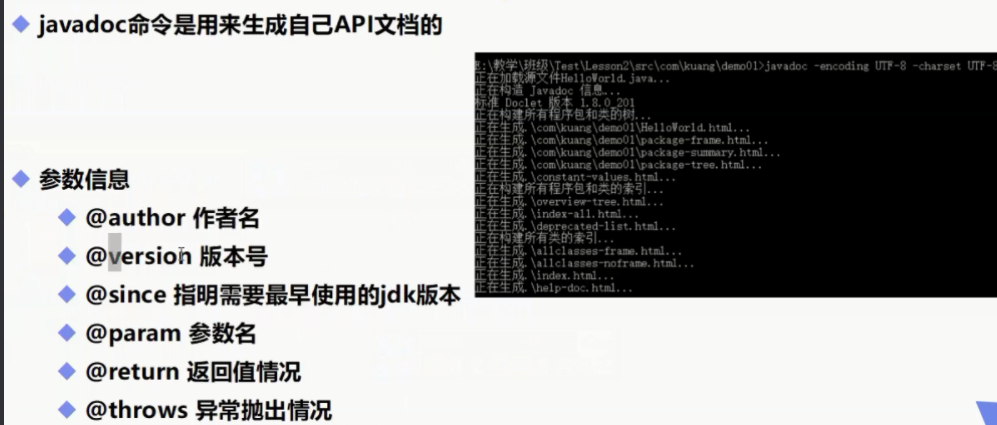 javadoc命令是用来生成自己API文档的
参数信息
@author 作者名
@version 版本号
@since 指明需要最早使用的jdk版本
@param 参数名
@return 返回值情况
@throws 异常抛出情况
:\教学\班级\Test\Lesson2\src\com\kuang\demo01>javadoc -encoding UTF-8 -charset UTF-8
正在加载源文件HelloWorld.java...
正在构造 Javadoc 信息...
标准 Doclet 版本 1.8.0_201
正在构建所有程序包和类的树...
正在生成.\com\kuang\demo01\HelloWorld.html...
正在生成.\com\kuang\demo01\package-frame.html...
正在生成.\com\kuang\demo01\package-summary.html...
正在生成.\com\kuang\demo01\package-tree.html...
正在生成.\constant-values.html...
正在构建所有程序包和类的索引...
正在生成.\overview-tree.html...
正在生成.\index-all.html...
正在生成.\deprecated-list.html...
正在构建所有类的索引...
正在生成.\allclasses-frame.html...
正在生成.\allclasses-noframe.html...
正在生成.\index.html...
正在生成.\help-doc.html...